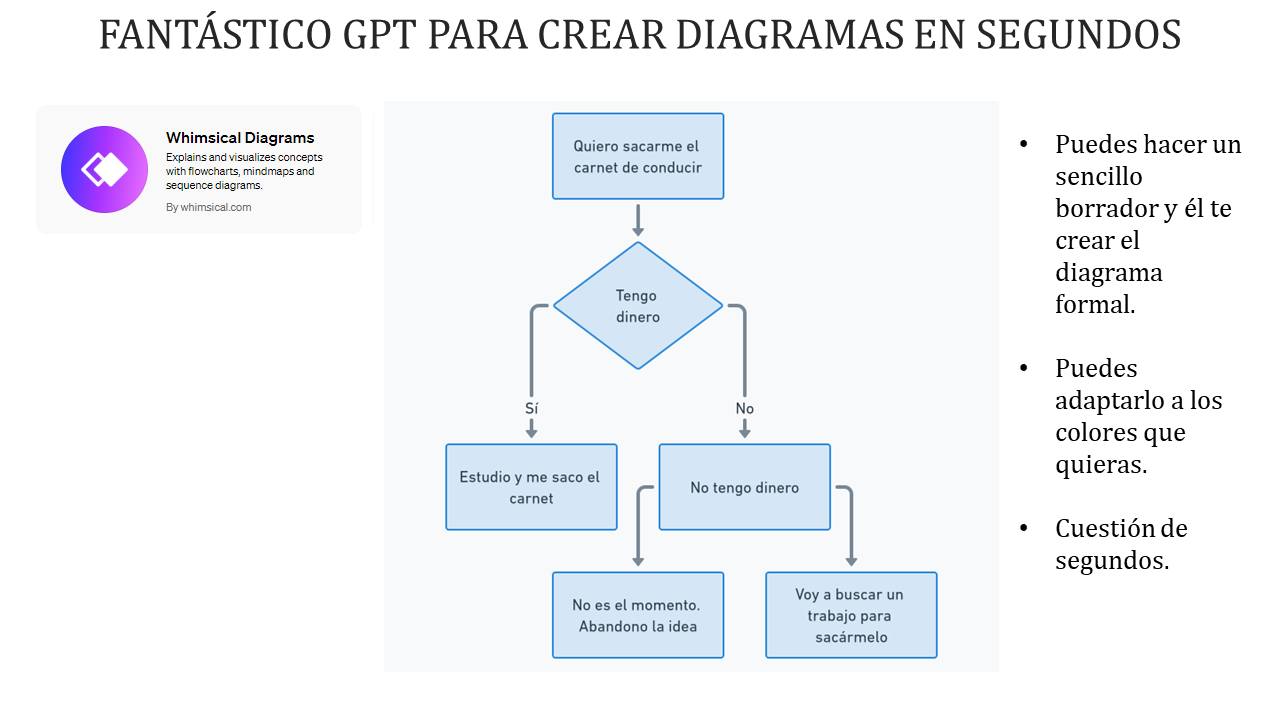 FANTÁSTICO GPT PARA CREAR DIAGRAMAS EN SEGUNDOS
Whimsical Diagrams
Explains and visualizes concepts
with flowcharts, mindmaps and
sequence diagrams.
By whimsical.com
Quiero sacarme el
carnet de conducir
Tengo
dinero
Sí
No
Estudio y me saco el
carnet
No tengo dinero
No es el momento.
Abandono la idea
Voy a buscar un
trabajo para
sacármelo
• Puedes hacer un
sencillo
borrador y él te
crear el
diagrama
formal.
• Puedes
adaptarlo a los
colores que
quieras.
• Cuestión de
segundos.